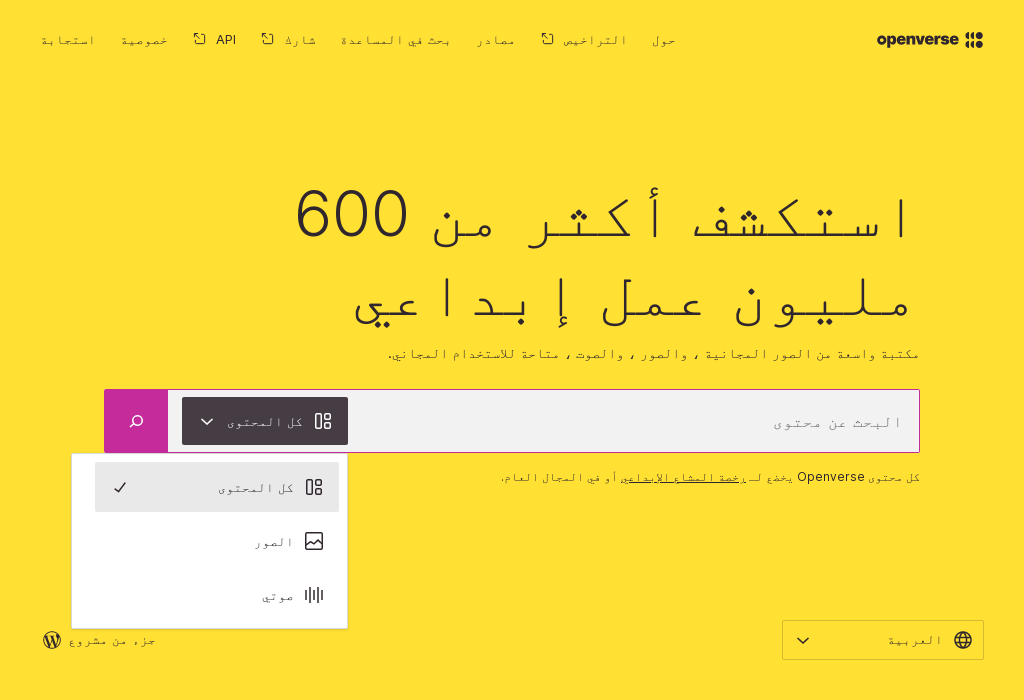 openverse
حول
التراخيص
مصادر
بحث في المساعدة
شارك
API
خصوصية
استجابة
استكشف أكثر من 600
مليون عمل إبداعي
مكتبة واسعة من الصور المجانية ، والصور ، والصوت ، متاحة للاستخدام المجاني.
البحث عن محتوى
كل المحتوى
كل محتوى Openverse يخضع لـ رخصة المشاع الإبداعي أو في المجال العام.
كل المحتوى
الصور
صوتي
العربية
جزء من مشروع